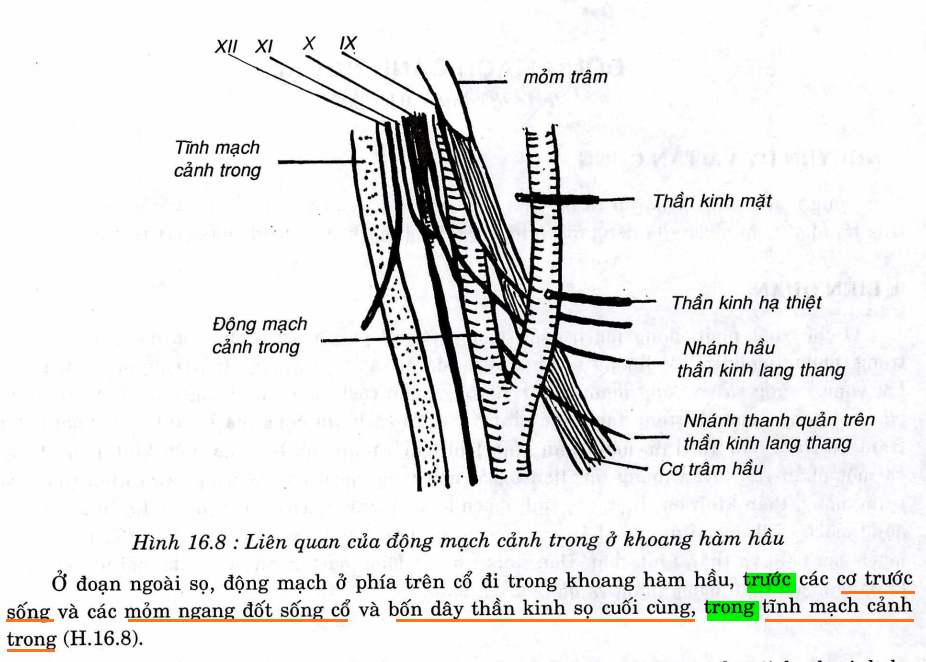 XII XI X IX
mỏm trâm
Tĩnh mạch
cảnh trong
Thần kinh mặt
Thần kinh hạ thiệt
Động mạch
cảnh trong
Nhánh hầu
thần kinh lang thang
Nhánh thanh quản trên
thần kinh lang thang
Cơ trâm hầu
Hình 16.8 : Liên quan của động mạch cảnh trong ở khoang hàm hầu
Ở đoạn ngoài sọ, động mạch ở phía trên cổ đi trong khoang hàm hầu, trước các cơ trước
sống và các mỏm ngang đốt sống cổ và bốn dây thần kinh sọ cuối cùng, trong tĩnh mạch cảnh
trong (H.16.8).